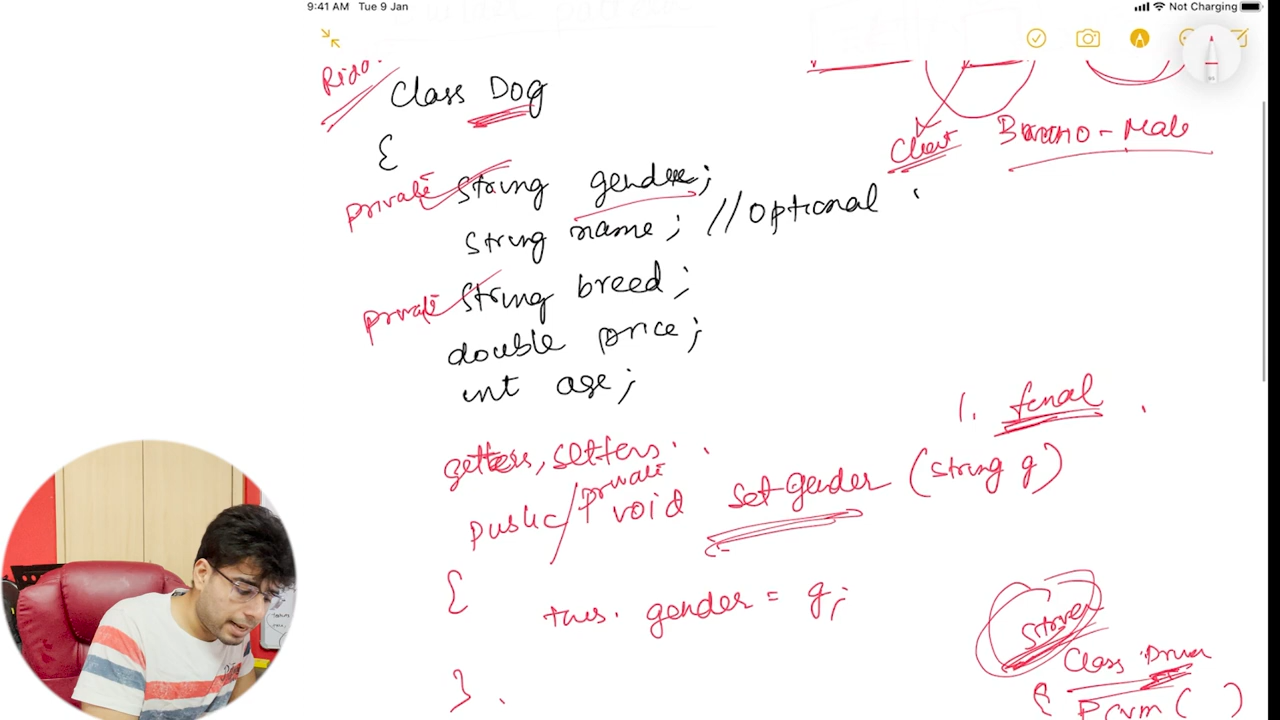 9:41 AM Tue 9 Jan
Not Charging
Class Dog
{
private String gender;
String name; //Optional
private String breed;
double price;
int age;
Client
Bruno - Male
1. final
getters, setters.
public/private void setgender (String g)
{
this. gender = g;
}
Class Driver
{ Psvm ( )